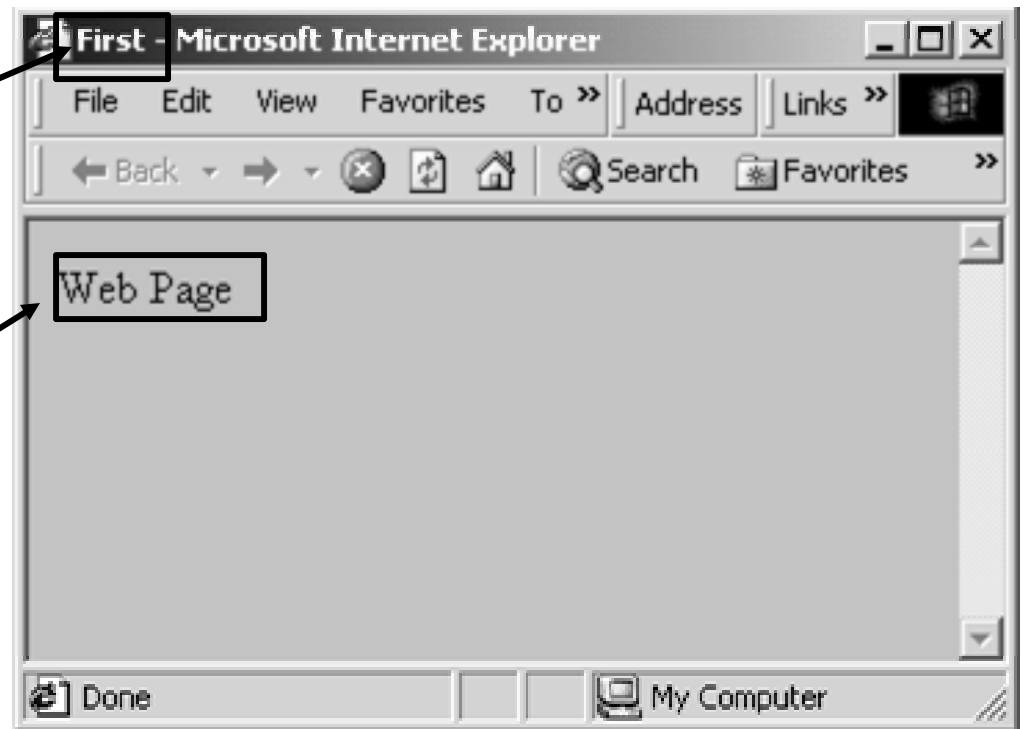 First - Microsoft Internet Explorer
File Edit View Favorites To » Address Links »
Back Search Favorites »
Web Page
Done My Computer